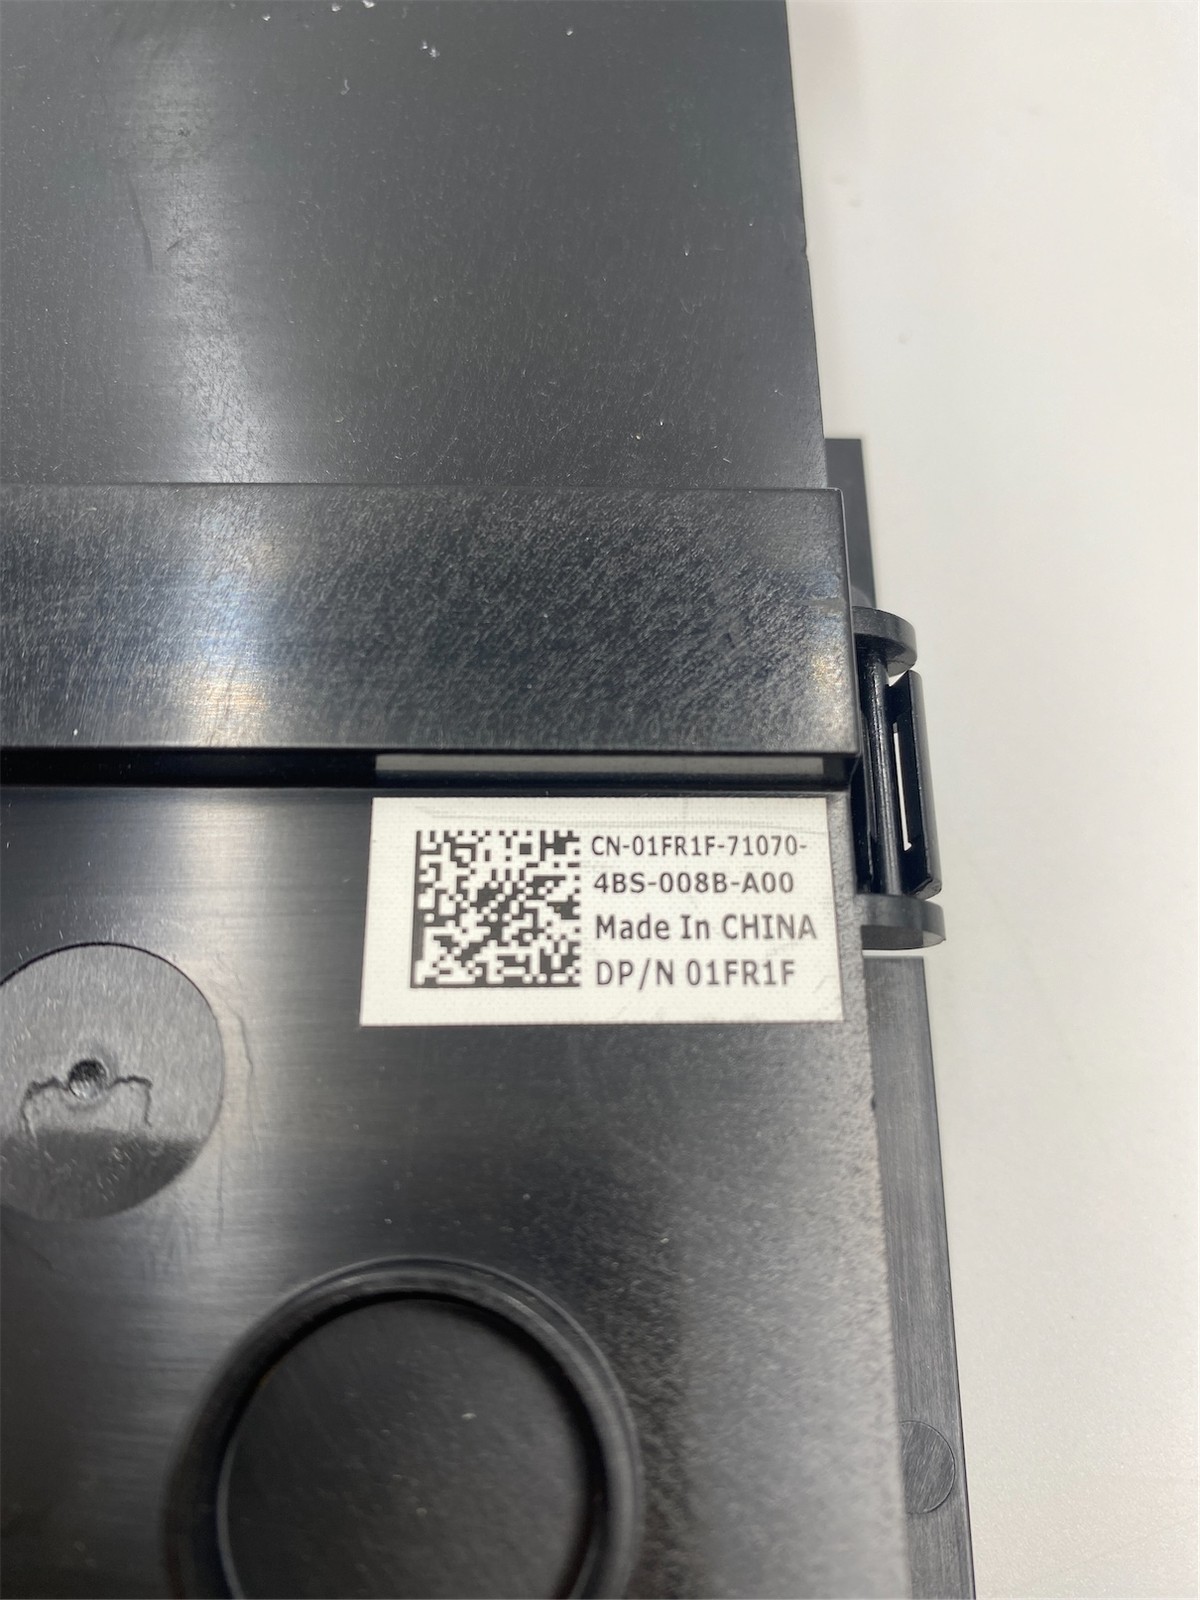 CN-01FR1F-71070-
4BS-008B-A00
Made In CHINA
DP/N 01FR1F